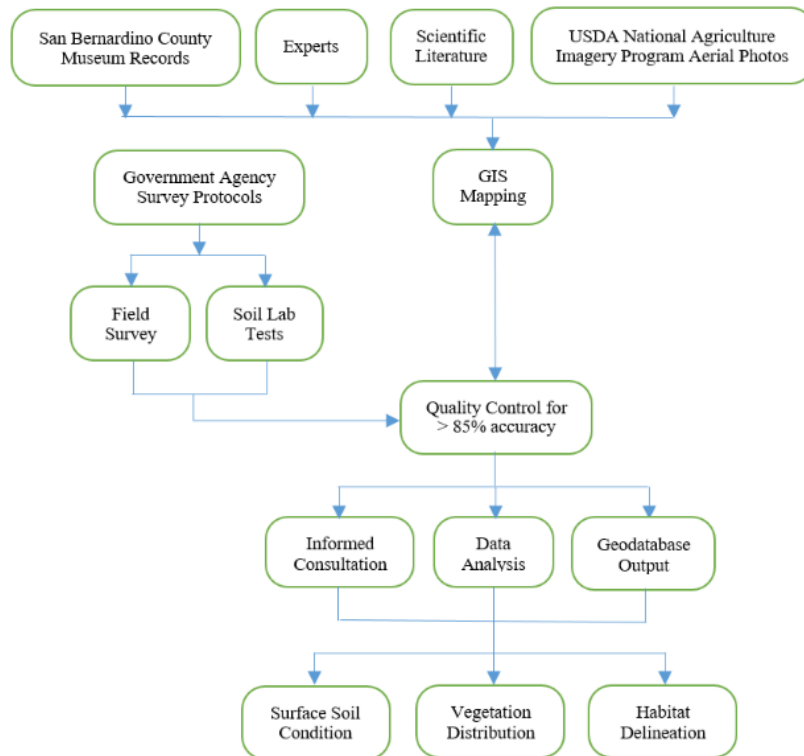 San Bernardino County
Museum Records
Experts
Scientific
Literature
USDA National Agriculture
Imagery Program Aerial Photos
Government Agency
Survey Protocols
GIS
Mapping
Field
Survey
Soil Lab
Tests
Quality Control for
> 85% accuracy
Informed
Consultation
Data
Analysis
Geodatabase
Output
Surface Soil
Condition
Vegetation
Distribution
Habitat
Delineation